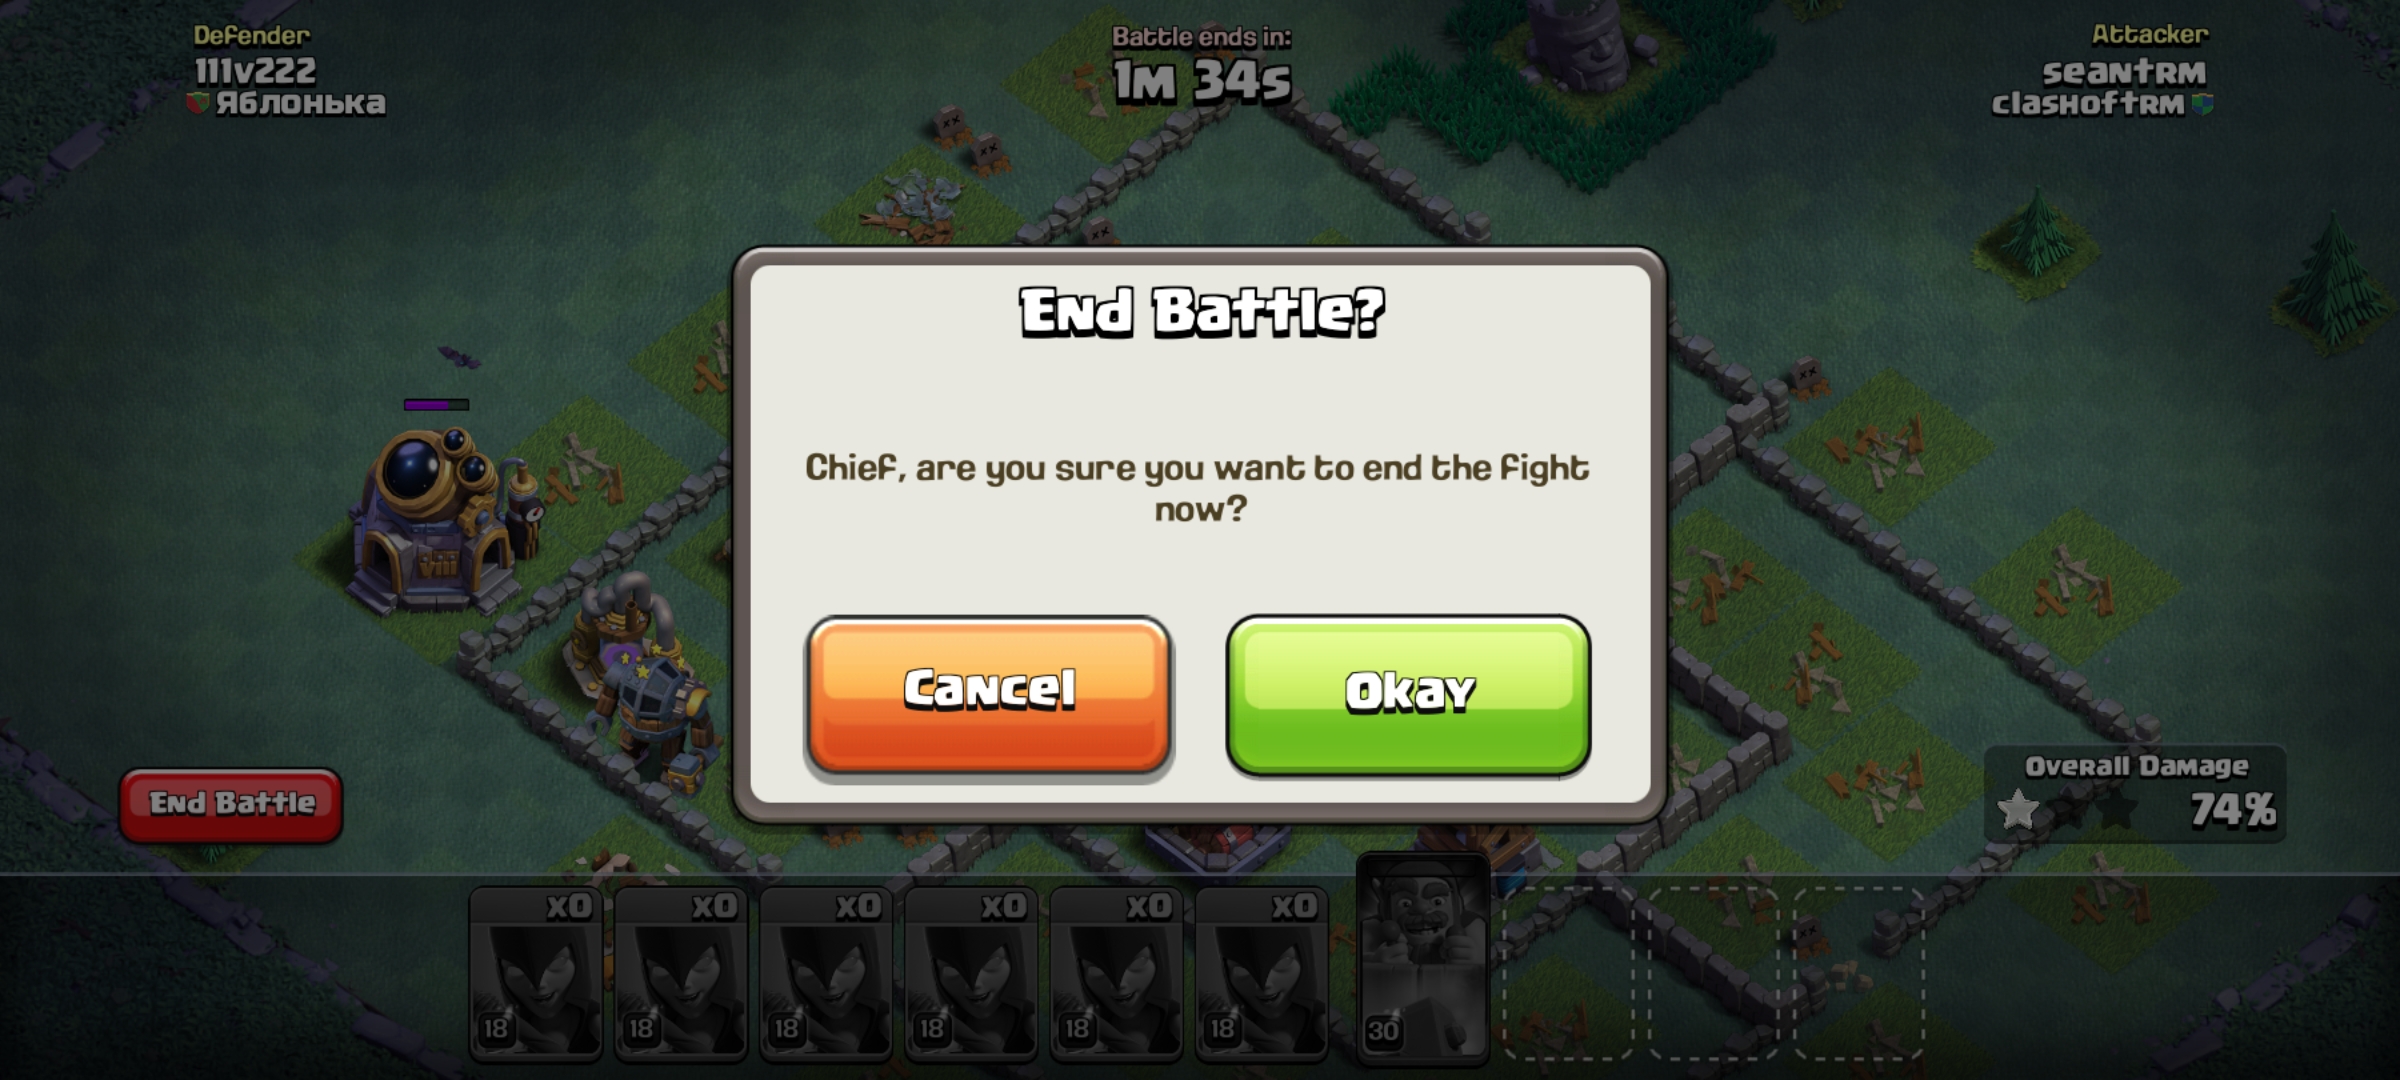 Defender
111v222
Яблонька
Battle ends in:
1M 34s
Attacker
seantrm
clashoftrm
End Battle?
Chief, are you sure you want to end the fight
now?
Cancel
Okay
VIII
End Battle
Overall Damage
74%
x0
x0
x0
x0
x0
x0
18
18
18
18
18
18
30